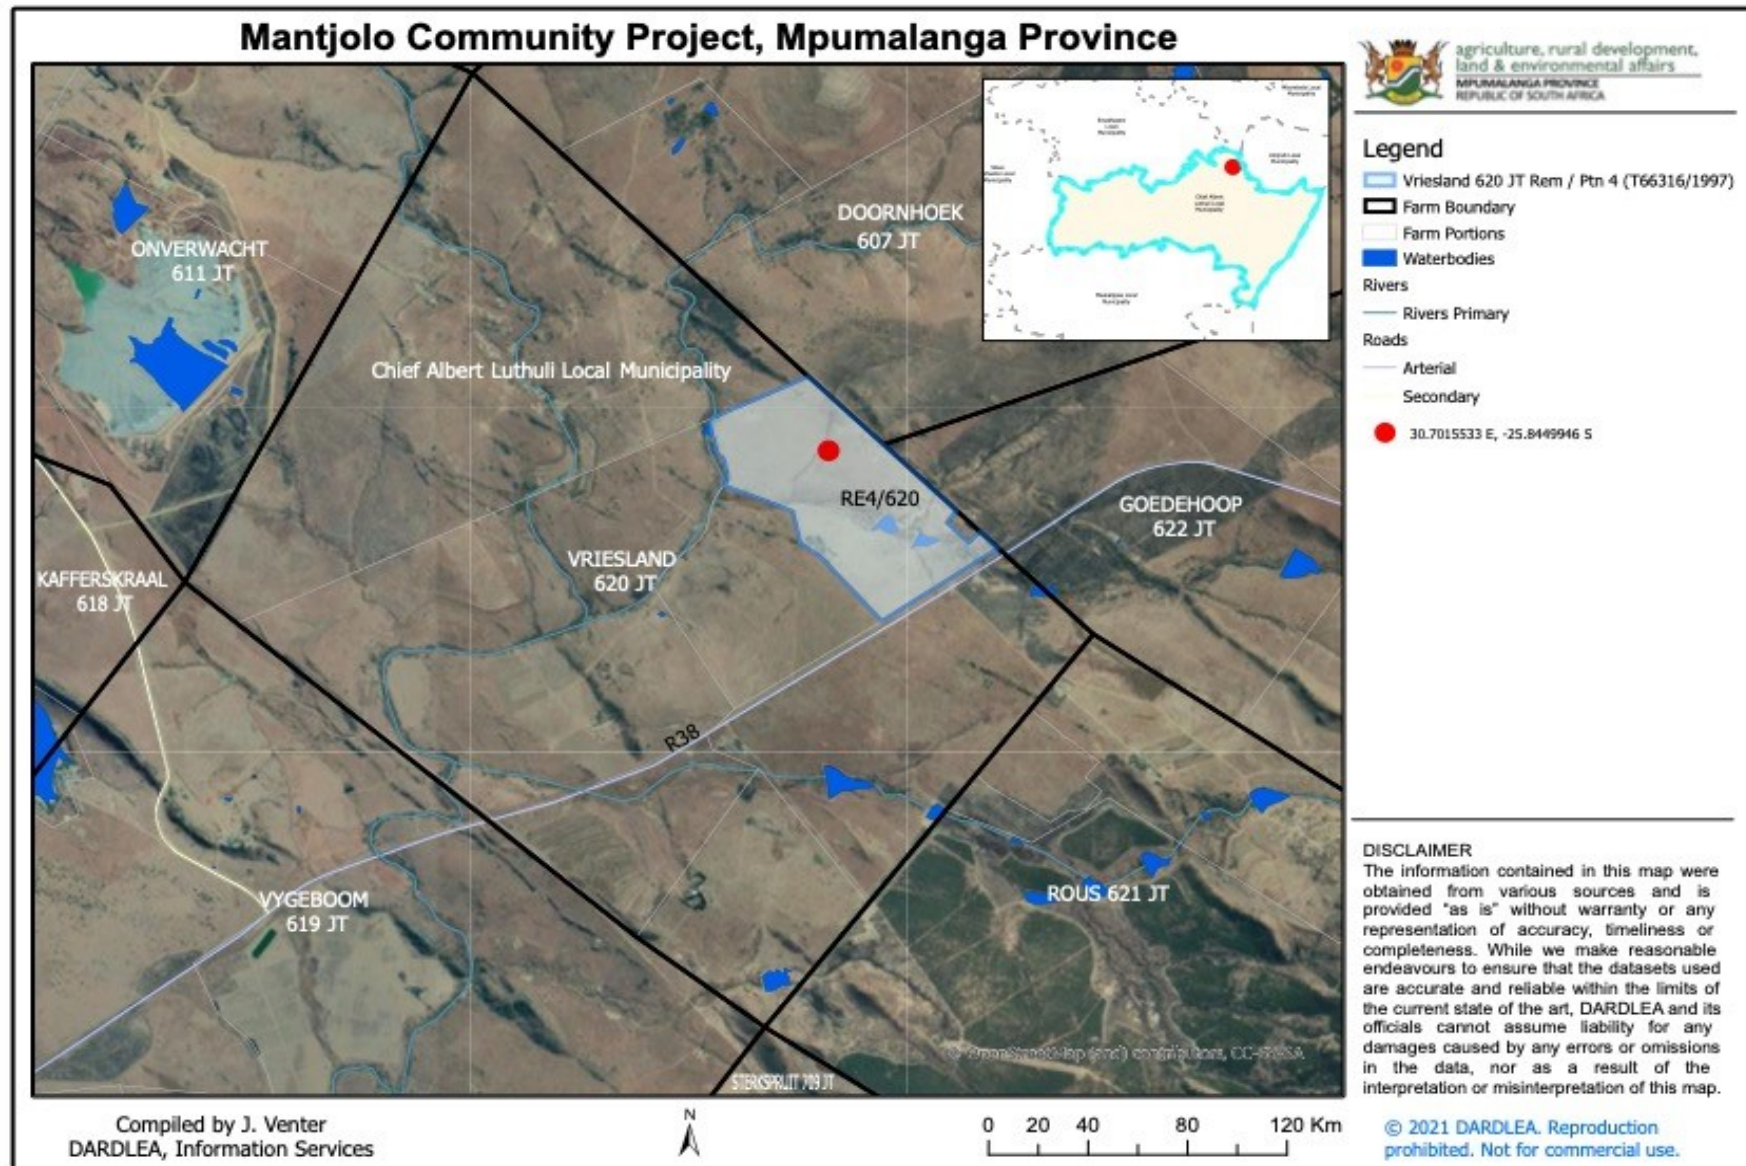 Mantjolo Community Project, Mpumalanga Province
agriculture, rural development,
land & environmental affairs
MPUMALANGA PROVINCE
REPUBLIC OF SOUTH AFRICA
DOORNHOEK
607 JT
ONVERWACHT
611 JT
Chief Albert Luthuli Local Municipality
RE4/620
GOEDEHOOP
622 JT
VRIESLAND
620 JT
KAFFERSKRAAL
618 JT
R38
VYGEBOOM
619 JT
ROUS 621 JT
STERKSPRUIT 709 JT
© OpenStreetMap (and) contributors, CC-BY-SA
Legend
Vriesland 620 JT Rem / Ptn 4 (T66316/1997)
Farm Boundary
Farm Portions
Waterbodies
Rivers
Rivers Primary
Roads
Arterial
Secondary
30.7015533 E, -25.8449946 S
DISCLAIMER
The information contained in this map were
obtained from various sources and is
provided "as is" without warranty or any
representation of accuracy, timeliness or
completeness. While we make reasonable
endeavours to ensure that the datasets used
are accurate and reliable within the limits of
the current state of the art, DARDLEA and its
officials cannot assume liability for any
damages caused by any errors or omissions
in the data, nor as a result of the
interpretation or misinterpretation of this map.
Compiled by J. Venter
DARDLEA, Information Services
N
0 20 40 80 120 Km
© 2021 DARDLEA. Reproduction
prohibited. Not for commercial use.